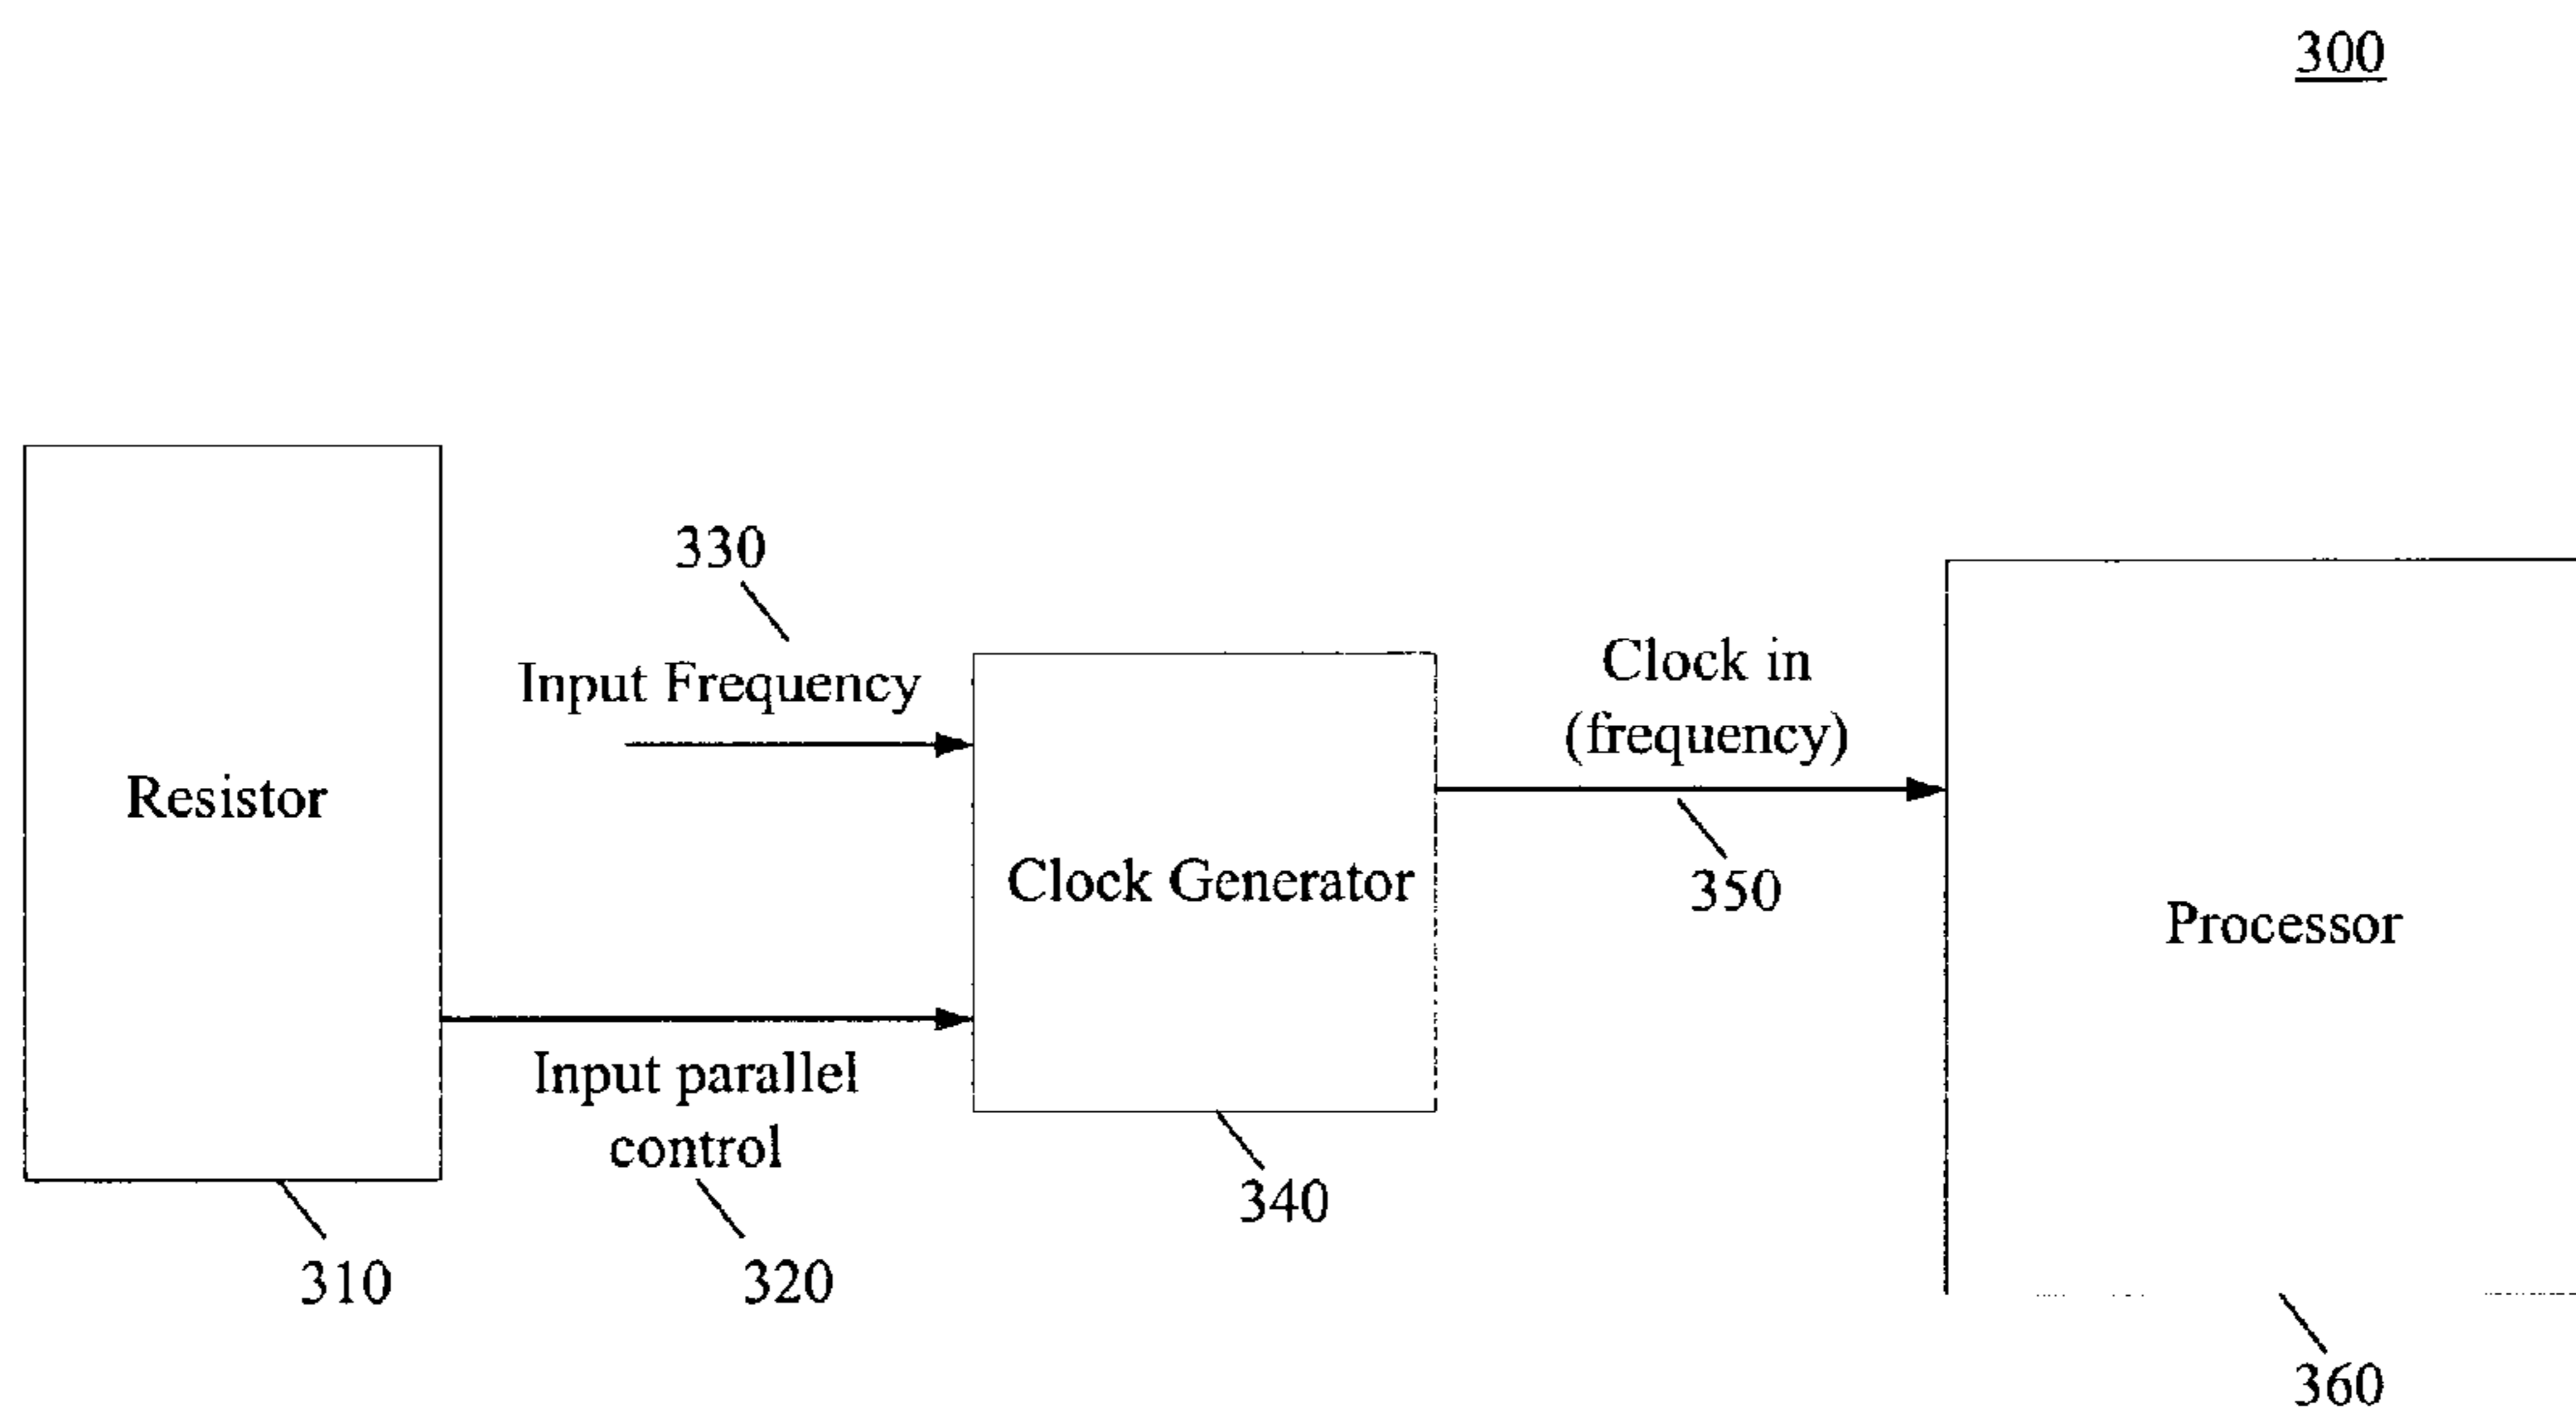 300
330
Input Frequency
Clock in
(frequency)
Resistor
Clock Generator
350
Processor
Input parallel
control
340
310
320
360